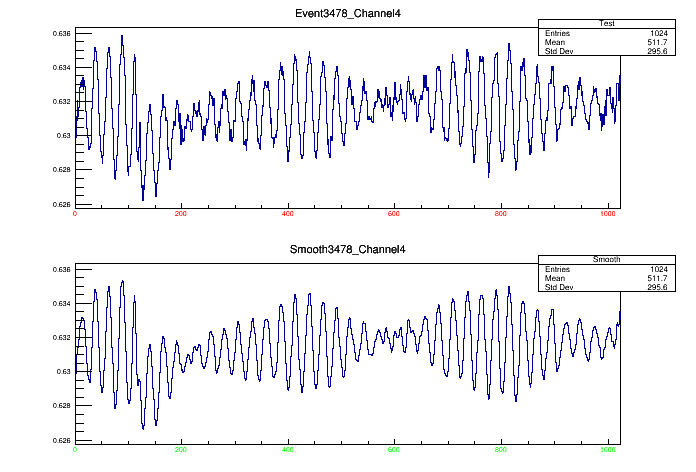 Event3478_Channel4
Test
Entries 1024
Mean 511.7
Std Dev 295.6
0.636
0.634
0.632
0.63
0.628
0.626
0 200 400 600 800 1000
Smooth3478_Channel4
Smooth
Entries 1024
Mean 511.7
Std Dev 295.6
0.636
0.634
0.632
0.63
0.628
0.626
0 200 400 600 800 1000